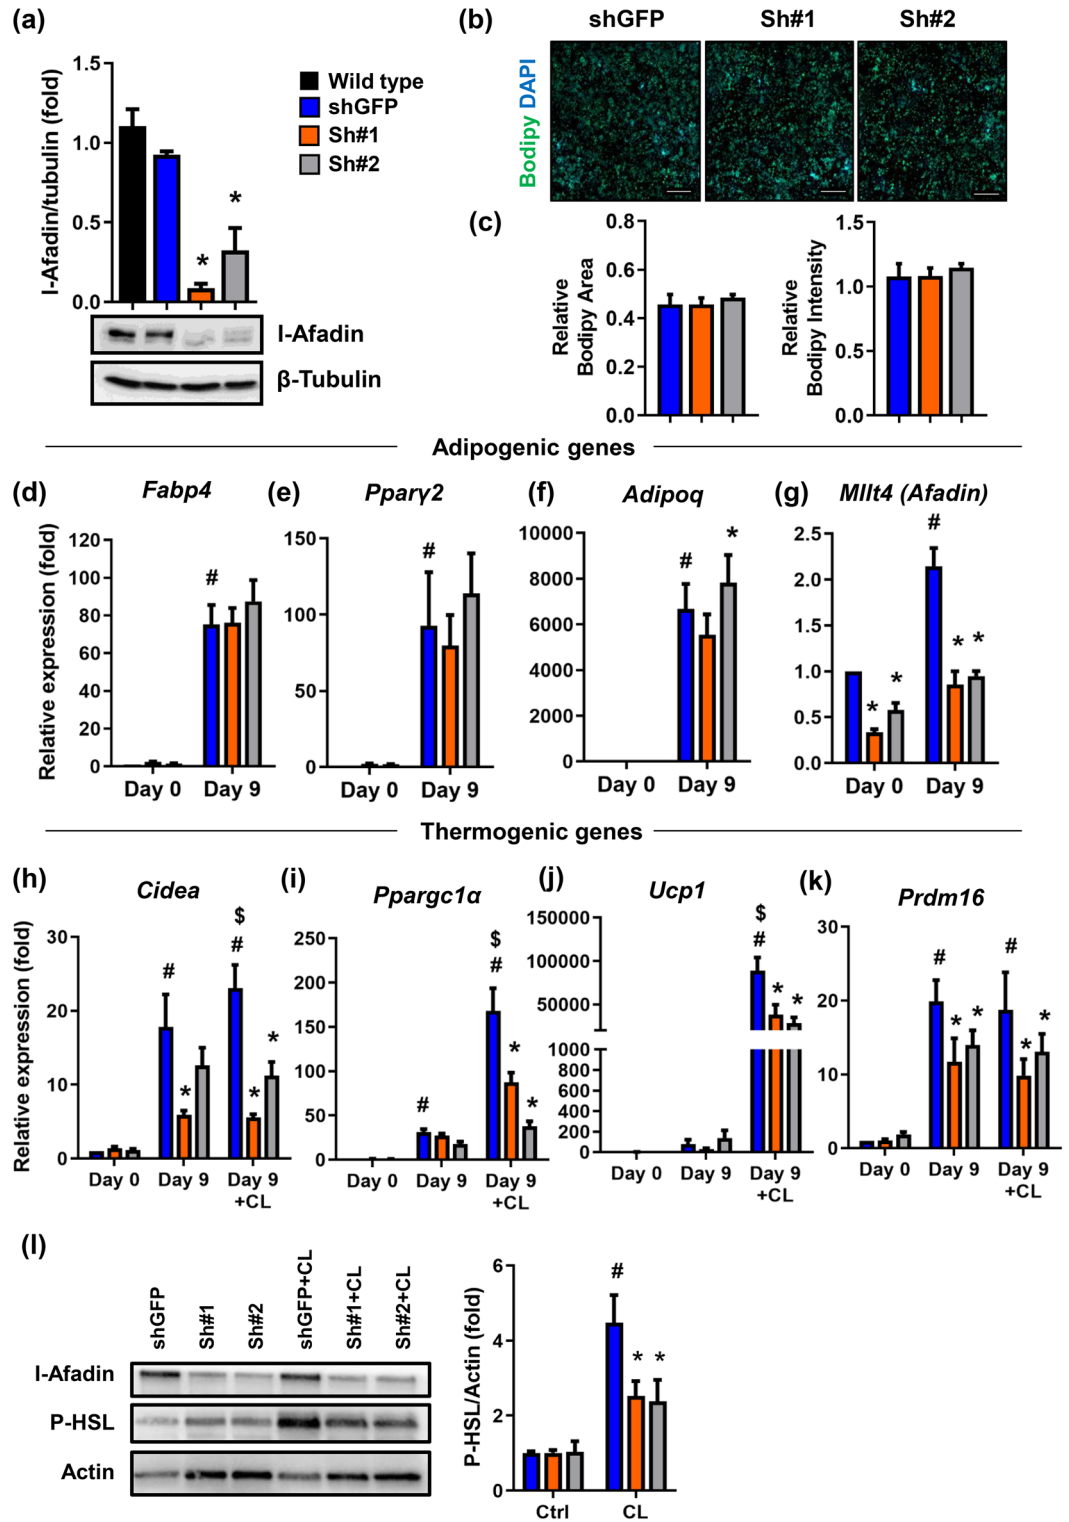 (a)
l-Afadin/tubulin (fold)
1.5
1.0
0.5
0.0
*
*
Wild type
shGFP
Sh#1
Sh#2
l-Afadin
β-Tubulin
(b)
shGFP
Sh#1
Sh#2
Bodipy DAPI
(c)
Relative
Bodipy Area
0.8
0.6
0.4
0.2
0.0
Relative
Bodipy Intensity
1.5
1.0
0.5
0.0
Adipogenic genes
(d)
Fabp4
Relative expression (fold)
120
100
80
60
40
20
0
#
Day 0
Day 9
(e)
Pparγ2
150
100
50
0
#
Day 0
Day 9
(f)
Adipoq
10000
8000
6000
4000
2000
0
#
*
Day 0
Day 9
(g)
Mllt4 (Afadin)
2.5
2.0
1.5
1.0
0.5
0.0
*
*
#
*
*
Day 0
Day 9
Thermogenic genes
(h)
Cidea
Relative expression (fold)
30
20
10
0
#
*
$
#
*
*
Day 0
Day 9
Day 9
+CL
(i)
Ppargc1α
250
200
150
100
50
0
#
$
#
*
*
Day 0
Day 9
Day 9
+CL
(j)
Ucp1
150000
100000
50000
1000
800
600
400
200
0
$
#
*
*
Day 0
Day 9
Day 9
+CL
(k)
Prdm16
30
20
10
0
#
*
*
#
*
*
Day 0
Day 9
Day 9
+CL
(l)
shGFP
Sh#1
Sh#2
shGFP+CL
Sh#1+CL
Sh#2+CL
l-Afadin
P-HSL
Actin
P-HSL/Actin (fold)
6
4
2
0
#
*
*
Ctrl
CL